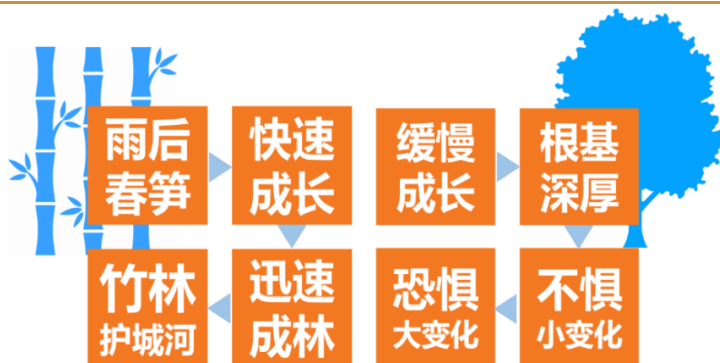 雨后
春笋
快速
成长
缓慢
成长
根基
深厚
竹林
护城河
迅速
成林
恐惧
大变化
不惧
小变化